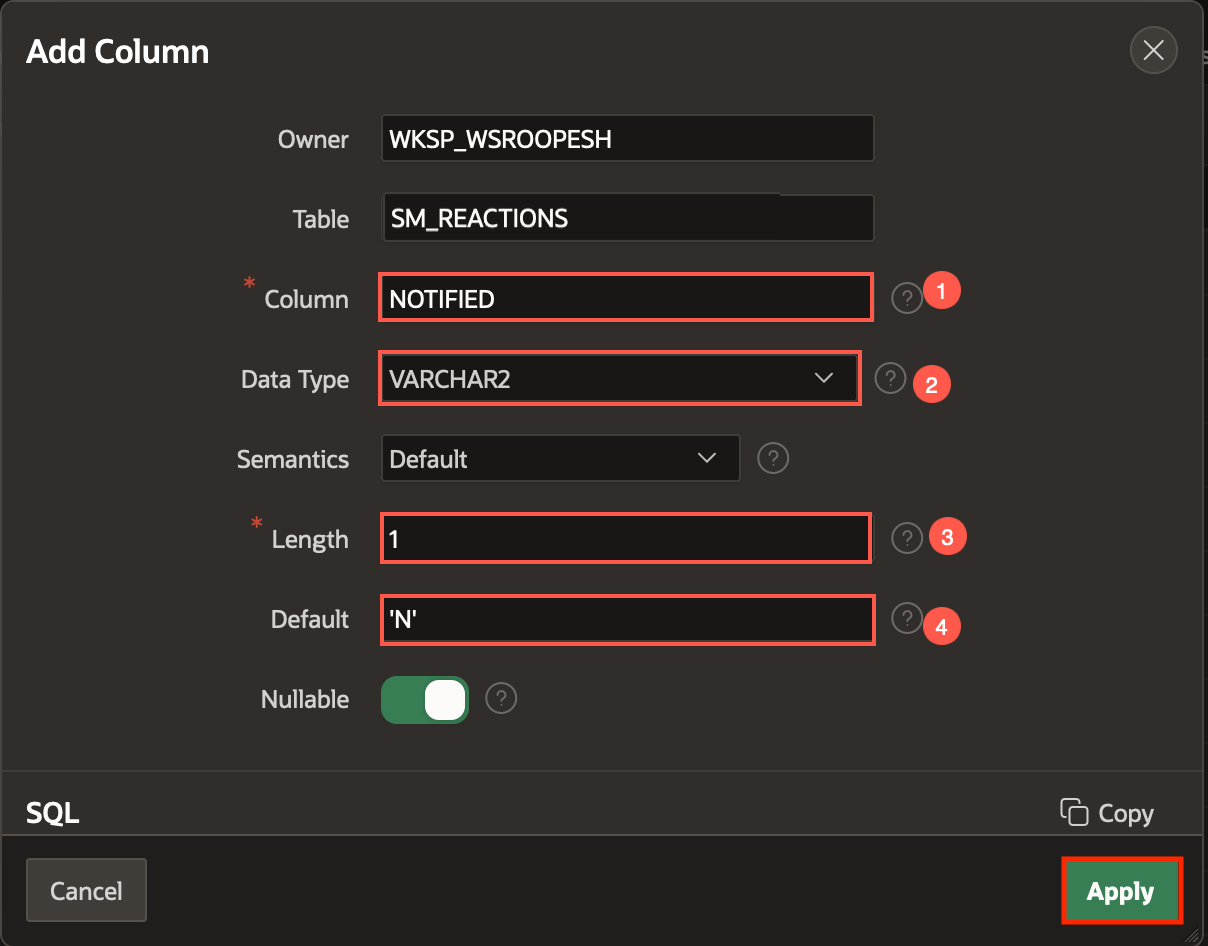 Add Column
Owner WKSP_WSROOPESH
Table SM_REACTIONS
* Column NOTIFIED ? 1
Data Type VARCHAR2 ? 2
Semantics Default ?
* Length 1 ? 3
Default 'N' ? 4
Nullable ?
SQL Copy
Cancel Apply